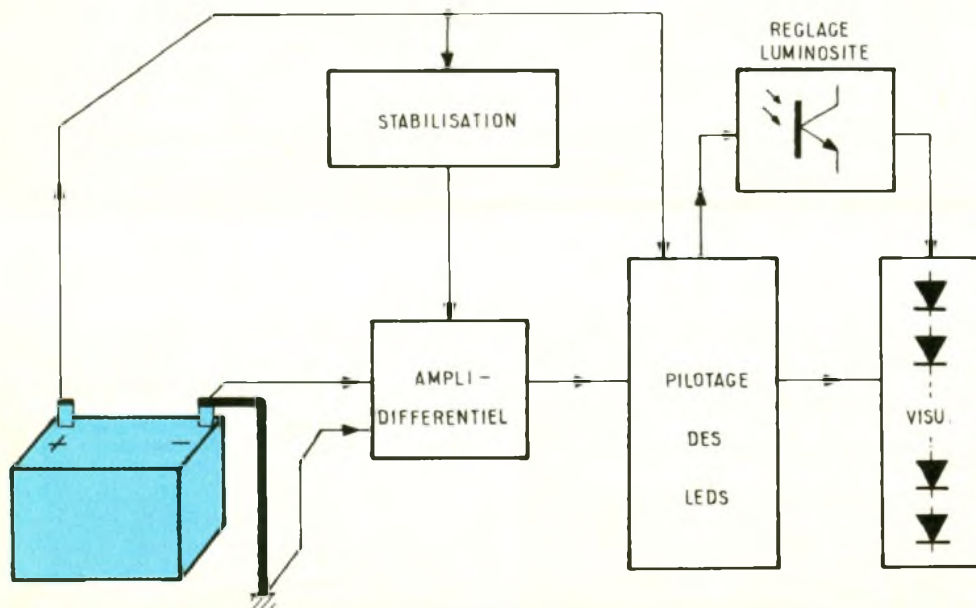 REGLAGE
LUMINOSITE
STABILISATION
AMPLI-
DIFFERENTIEL
PILOTAGE
DES
LEDS
VISU.
+
-